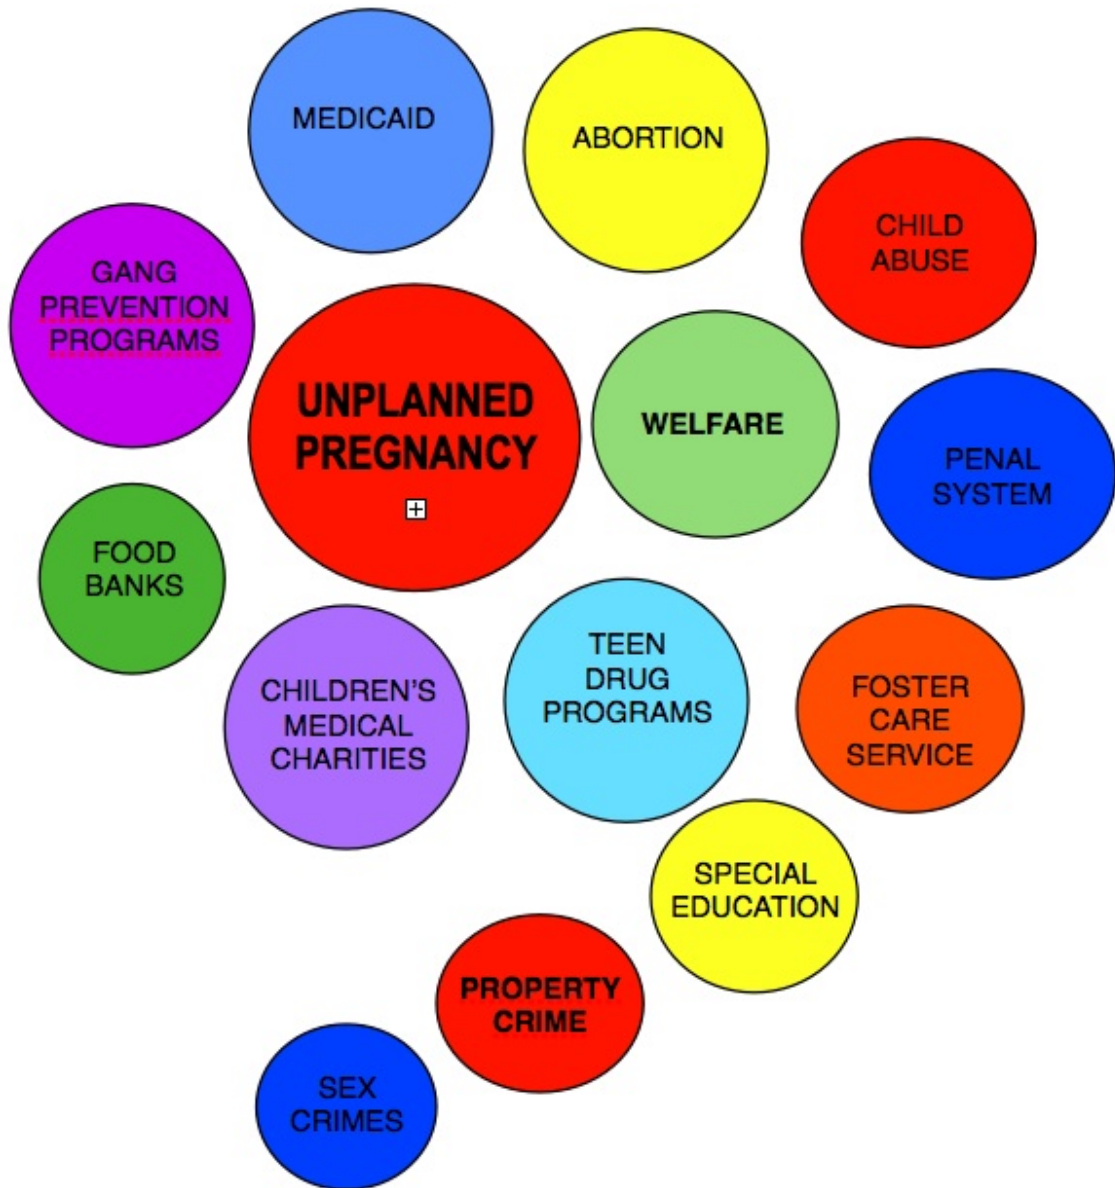 MEDICAID
ABORTION
CHILD
ABUSE
GANG
PREVENTION
PROGRAMS
UNPLANNED
PREGNANCY
WELFARE
PENAL
SYSTEM
FOOD
BANKS
CHILDREN'S
MEDICAL
CHARITIES
TEEN
DRUG
PROGRAMS
FOSTER
CARE
SERVICE
SPECIAL
EDUCATION
PROPERTY
CRIME
SEX
CRIMES